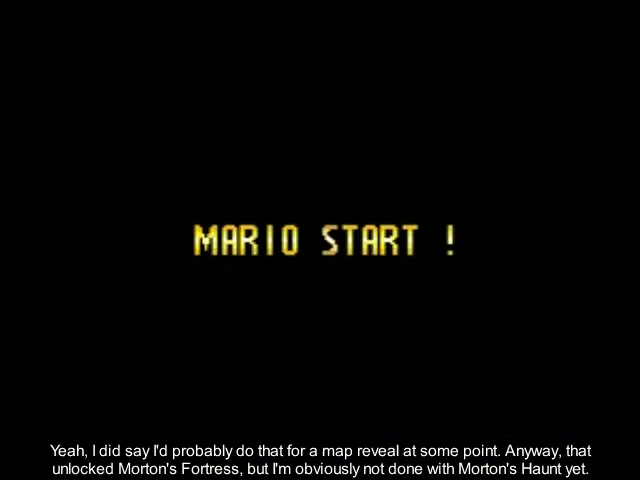 MARIO START !
Yeah, I did say I'd probably do that for a map reveal at some point. Anyway, that
unlocked Morton's Fortress, but I'm obviously not done with Morton's Haunt yet.